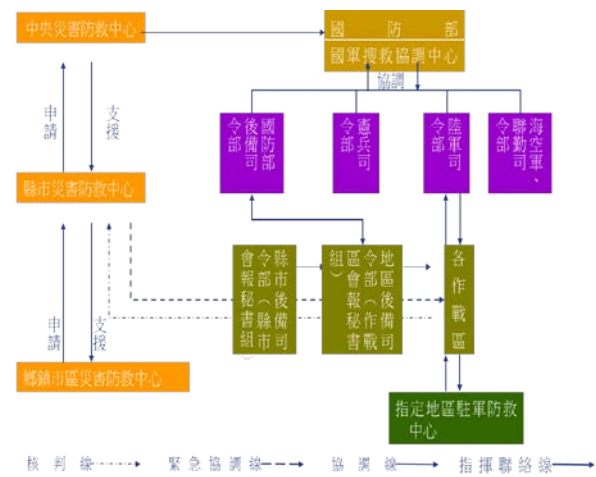 中央災害防救中心
國防部
國軍搜救協調中心
協調
申請
支援
國防部
後備司
令部
憲兵司
令部
陸軍司
令部
海空軍、
聯勤司
令部
縣市災害防救中心
縣市後備司
令部（縣市
會報秘書組）
地區後備司
令部（作戰
區會報秘書
組）
各作戰區
申請
支援
鄉鎮市區災害防救中心
指定地區駐軍防救
中心
核判線
緊急協調線
協調線
指揮聯絡線